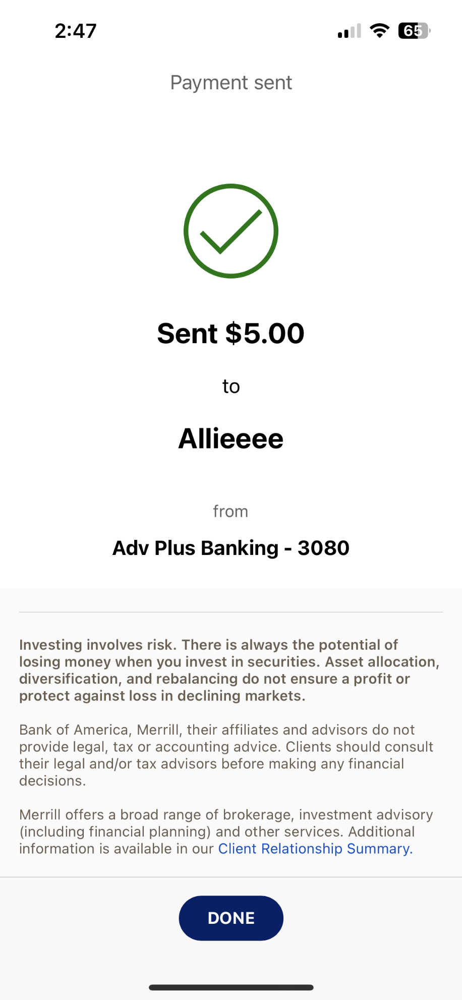 2:47
65
Payment sent
Sent $5.00
to
Allieeee
from
Adv Plus Banking - 3080
Investing involves risk. There is always the potential of
losing money when you invest in securities. Asset allocation,
diversification, and rebalancing do not ensure a profit or
protect against loss in declining markets.
Bank of America, Merrill, their affiliates and advisors do not
provide legal, tax or accounting advice. Clients should consult
their legal and/or tax advisors before making any financial
decisions.
Merrill offers a broad range of brokerage, investment advisory
(including financial planning) and other services. Additional
information is available in our Client Relationship Summary.
DONE